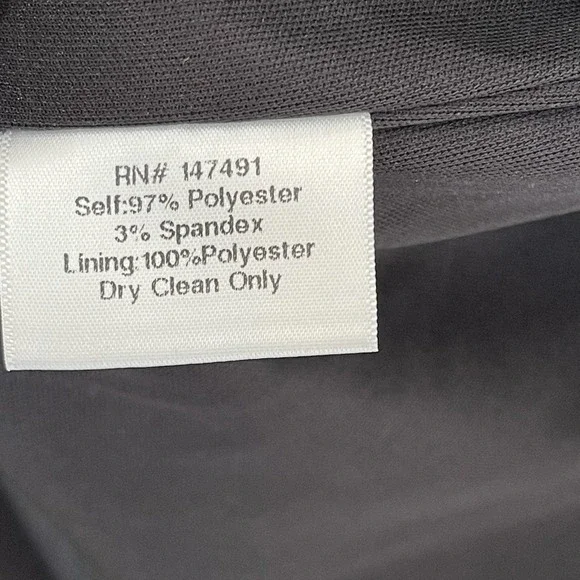 RN# 147491
Self:97% Polyester
3% Spandex
Lining:100%Polyester
Dry Clean Only